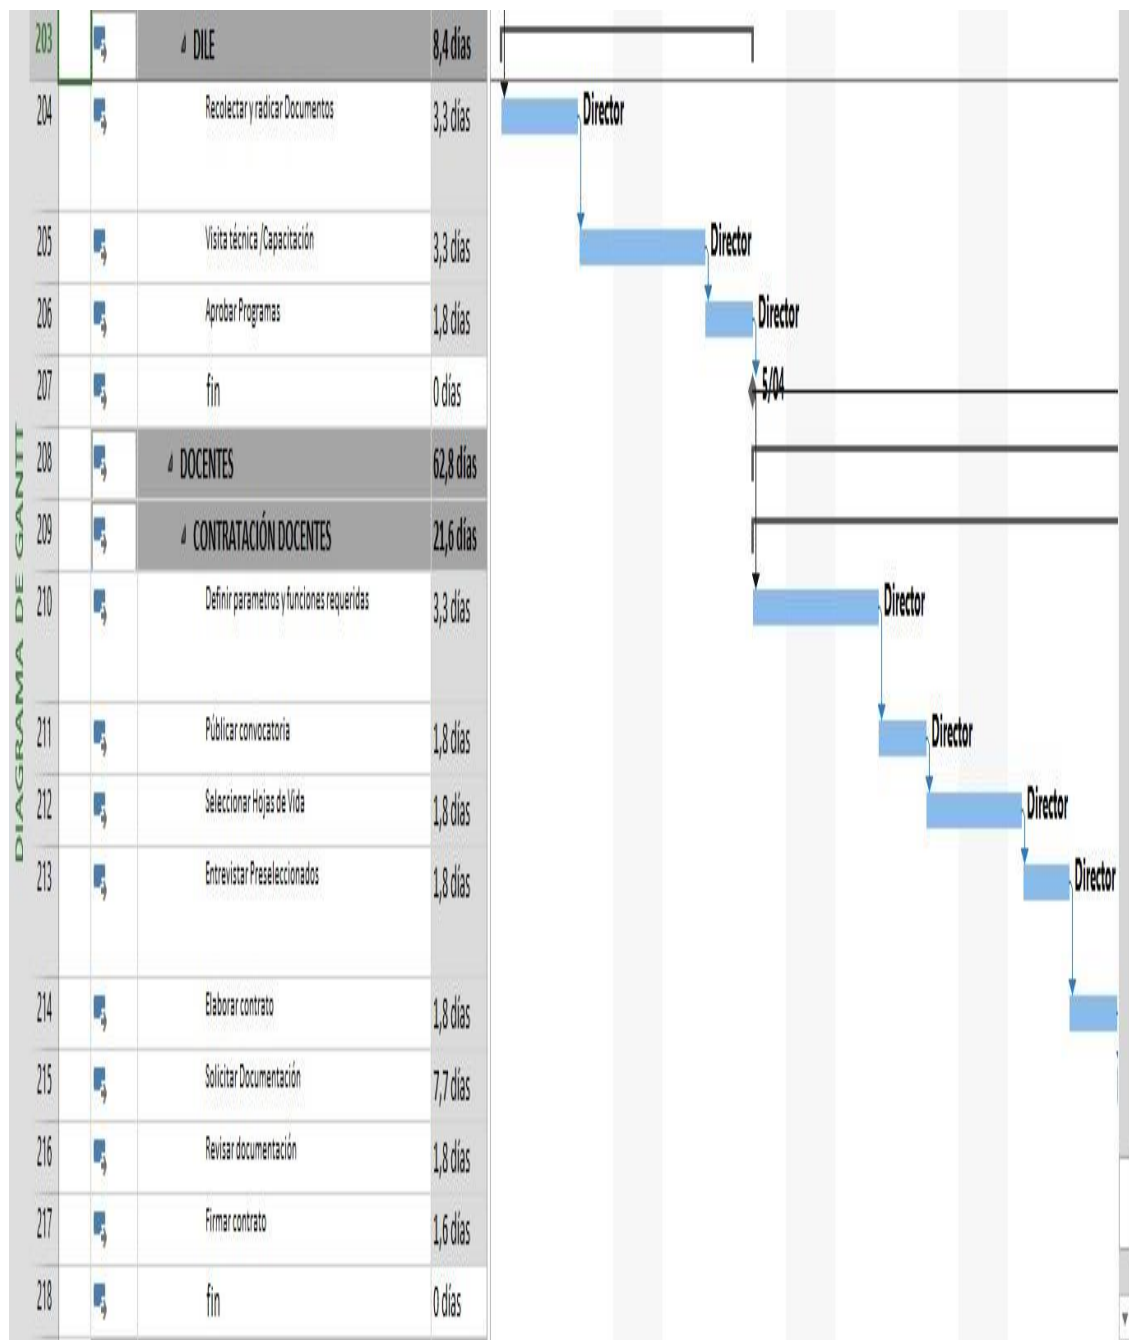 DIAGRAMA DE GANTT
203 DILE 8,4 días
204 Recolectar y radicar Documentos 3,3 días Director
205 Visita técnica /Capacitación 3,3 días Director
206 Aprobar Programas 1,8 días Director
207 fin 0 días 5/04
208 DOCENTES 62,8 días
209 CONTRATACIÓN DOCENTES 21,6 días
210 Definir parametros y funciones requeridas 3,3 días Director
211 Públicar convocatoria 1,8 días Director
212 Seleccionar Hojas de Vida 1,8 días Director
213 Entrevistar Preseleccionados 1,8 días Director
214 Elaborar contrato 1,8 días
215 Solicitar Documentación 7,7 días
216 Revisar documentación 1,8 días
217 Firmar contrato 1,6 días
218 fin 0 días